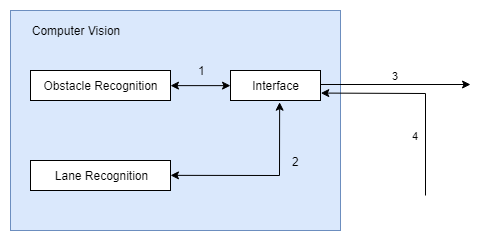 Computer Vision
Obstacle Recognition
1
Interface
3
4
2
Lane Recognition